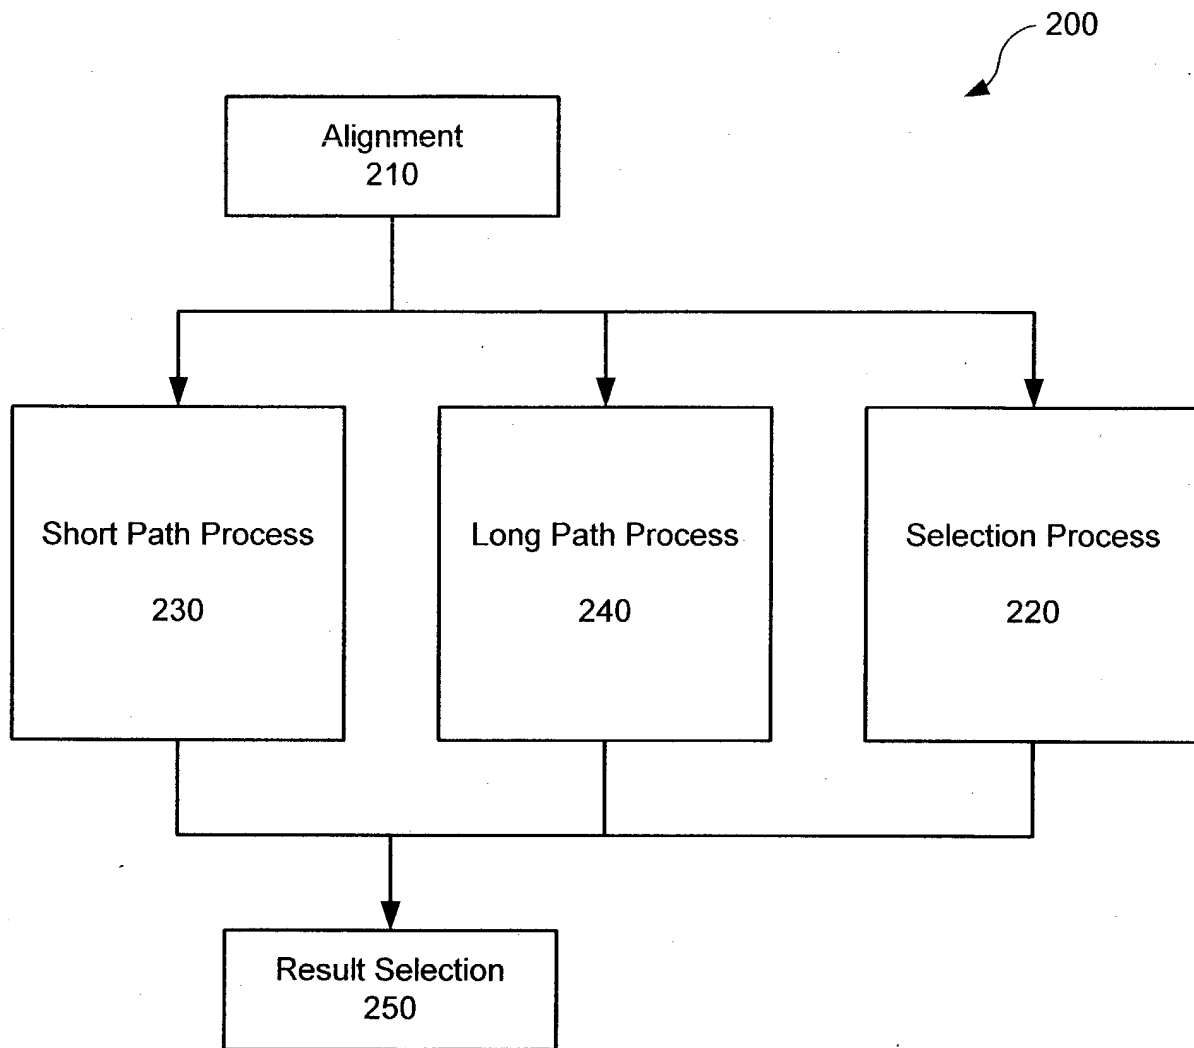 200
Alignment
210
Short Path Process
230
Long Path Process
240
Selection Process
220
Result Selection
250